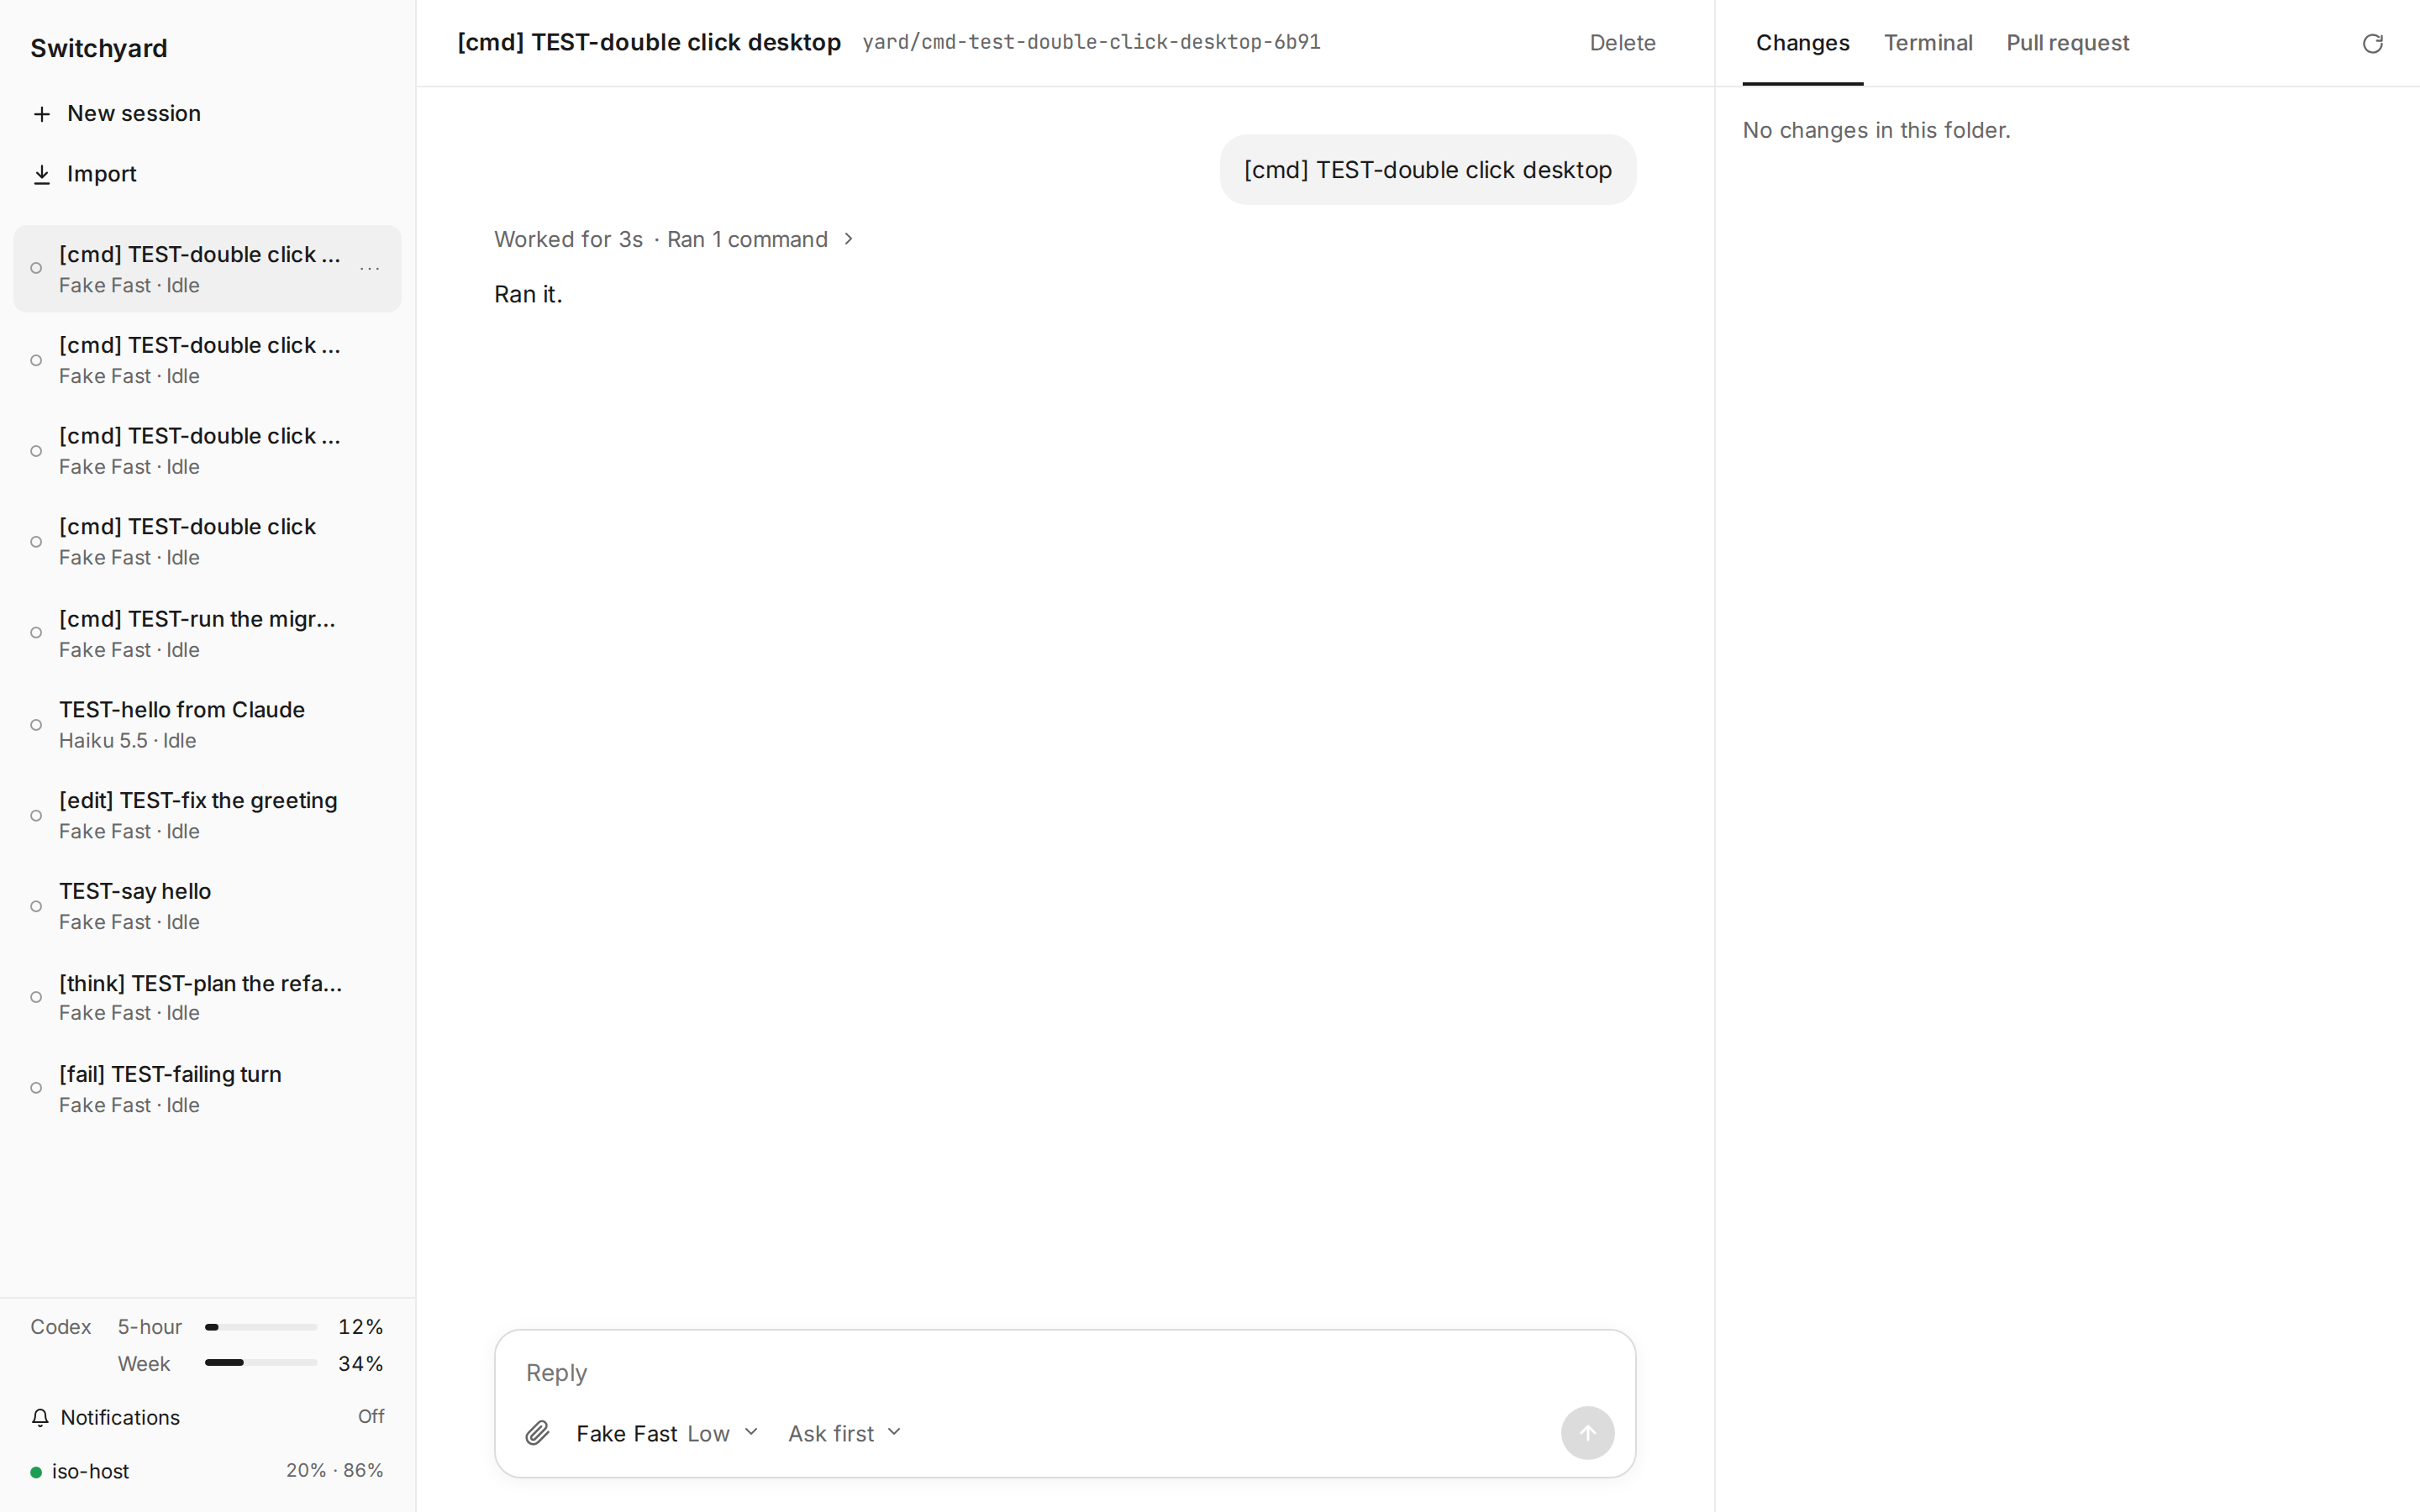 Switchyard
New session
Import
[cmd] TEST-double click ...
Fake Fast · Idle
[cmd] TEST-double click ...
Fake Fast · Idle
[cmd] TEST-double click ...
Fake Fast · Idle
[cmd] TEST-double click
Fake Fast · Idle
[cmd] TEST-run the migr...
Fake Fast · Idle
TEST-hello from Claude
Haiku 5.5 · Idle
[edit] TEST-fix the greeting
Fake Fast · Idle
TEST-say hello
Fake Fast · Idle
[think] TEST-plan the refa...
Fake Fast · Idle
[fail] TEST-failing turn
Fake Fast · Idle
Codex 5-hour 12%
Week 34%
Notifications Off
iso-host 20% · 86%
[cmd] TEST-double click desktop yard/cmd-test-double-click-desktop-6b91 Delete
[cmd] TEST-double click desktop
Worked for 3s · Ran 1 command
Ran it.
Reply
Fake Fast Low Ask first
Changes Terminal Pull request
No changes in this folder.